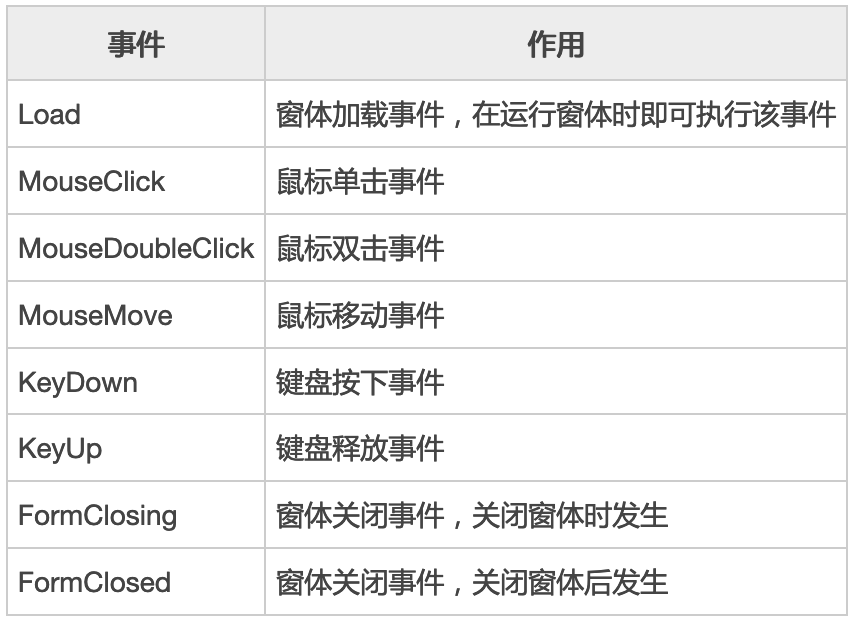 事件 作用
Load 窗体加载事件，在运行窗体时即可执行该事件
MouseClick 鼠标单击事件
MouseDoubleClick 鼠标双击事件
MouseMove 鼠标移动事件
KeyDown 键盘按下事件
KeyUp 键盘释放事件
FormClosing 窗体关闭事件，关闭窗体时发生
FormClosed 窗体关闭事件，关闭窗体后发生